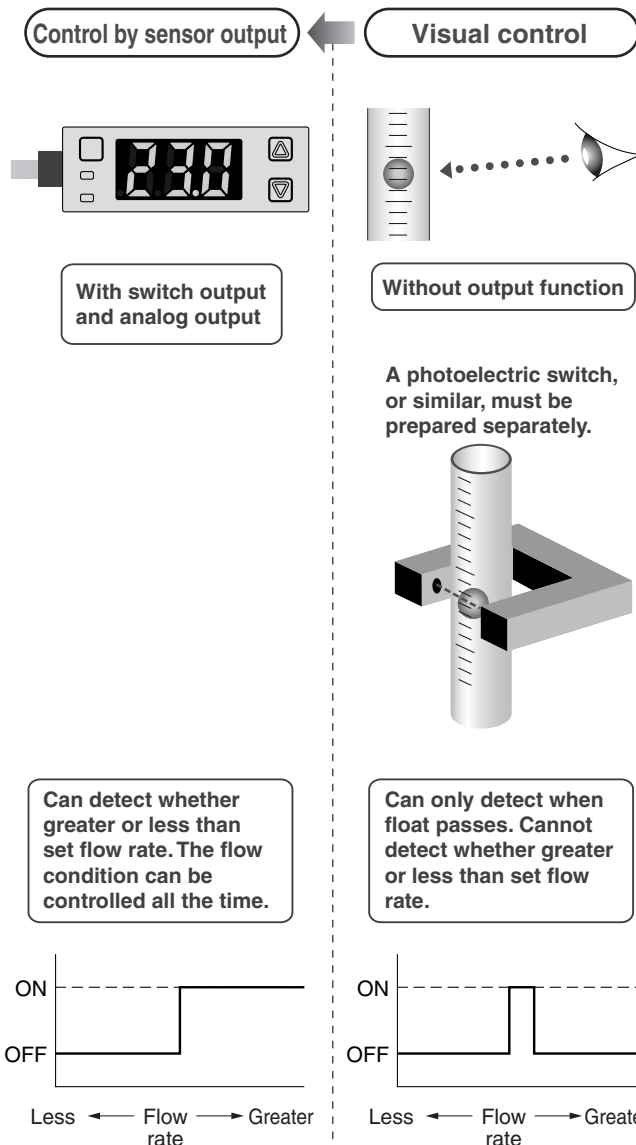 Control by sensor output
Visual control
23.8
With switch output
and analog output
Without output function
A photoelectric switch,
or similar, must be
prepared separately.
Can detect whether
greater or less than
set flow rate. The flow
condition can be
controlled all the time.
Can only detect when
float passes. Cannot
detect whether greater
or less than set flow
rate.
ON
OFF
Less
Flow
rate
Greater
ON
OFF
Less
Flow
rate
Greate